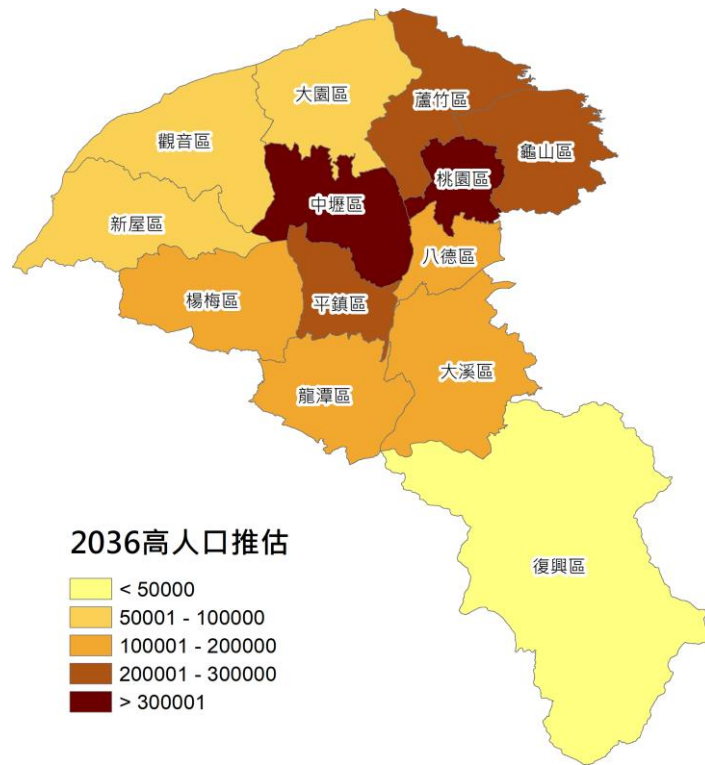 蘆竹區
大園區
觀音區
龜山區
桃園區
中壢區
新屋區
八德區
楊梅區
平鎮區
大溪區
龍潭區
復興區
2036高人口推估
< 50000
50001 - 100000
100001 - 200000
200001 - 300000
> 300001